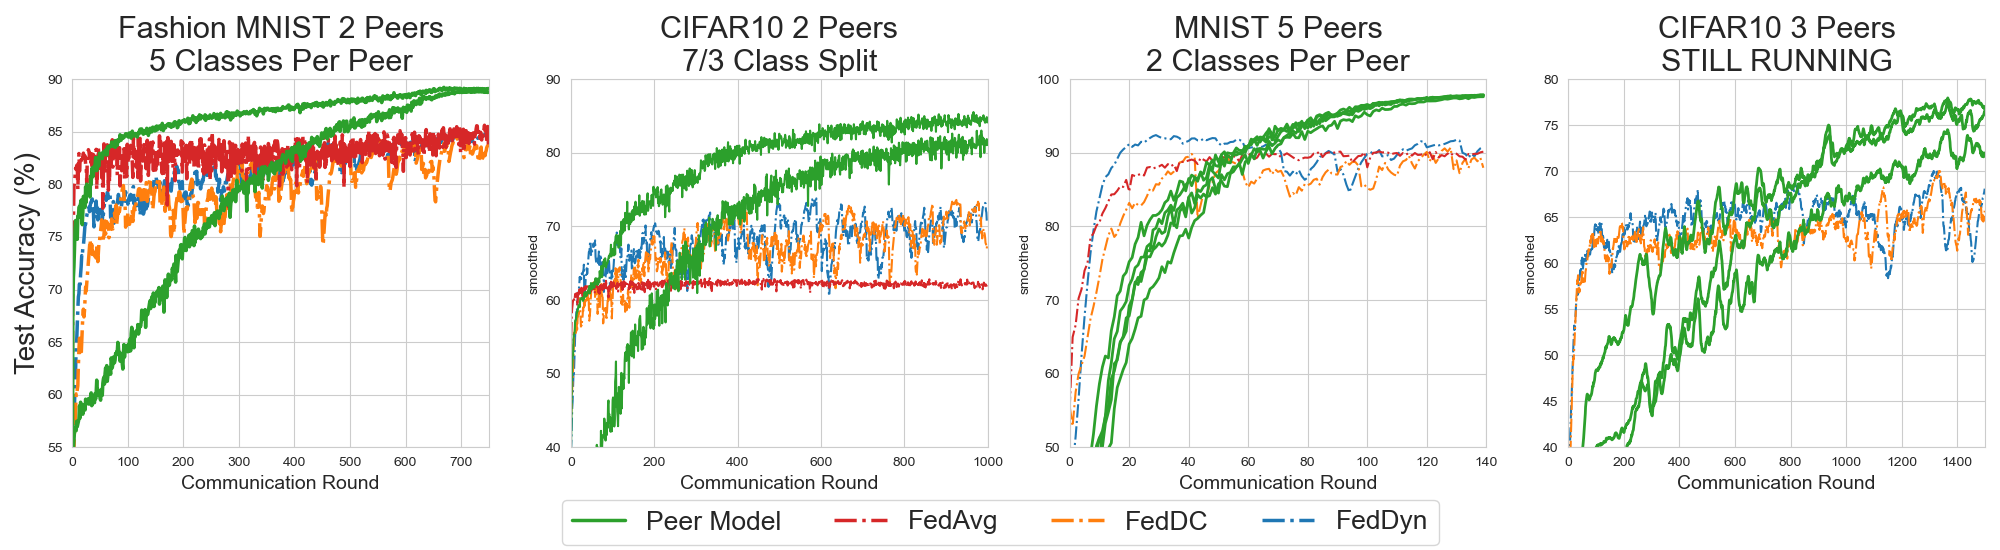 Fashion MNIST 2 Peers
5 Classes Per Peer
CIFAR10 2 Peers
7/3 Class Split
MNIST 5 Peers
2 Classes Per Peer
CIFAR10 3 Peers
STILL RUNNING
Test Accuracy (%)
90
85
80
75
70
65
60
55
0 100 200 300 400 500 600 700
Communication Round
smoothed
90
80
70
60
50
40
0 200 400 600 800 1000
Communication Round
smoothed
100
90
80
70
60
50
0 20 40 60 80 100 120 140
Communication Round
smoothed
80
75
70
65
60
55
50
45
40
0 200 400 600 800 1000 1200 1400
Communication Round
Peer Model FedAvg FedDC FedDyn